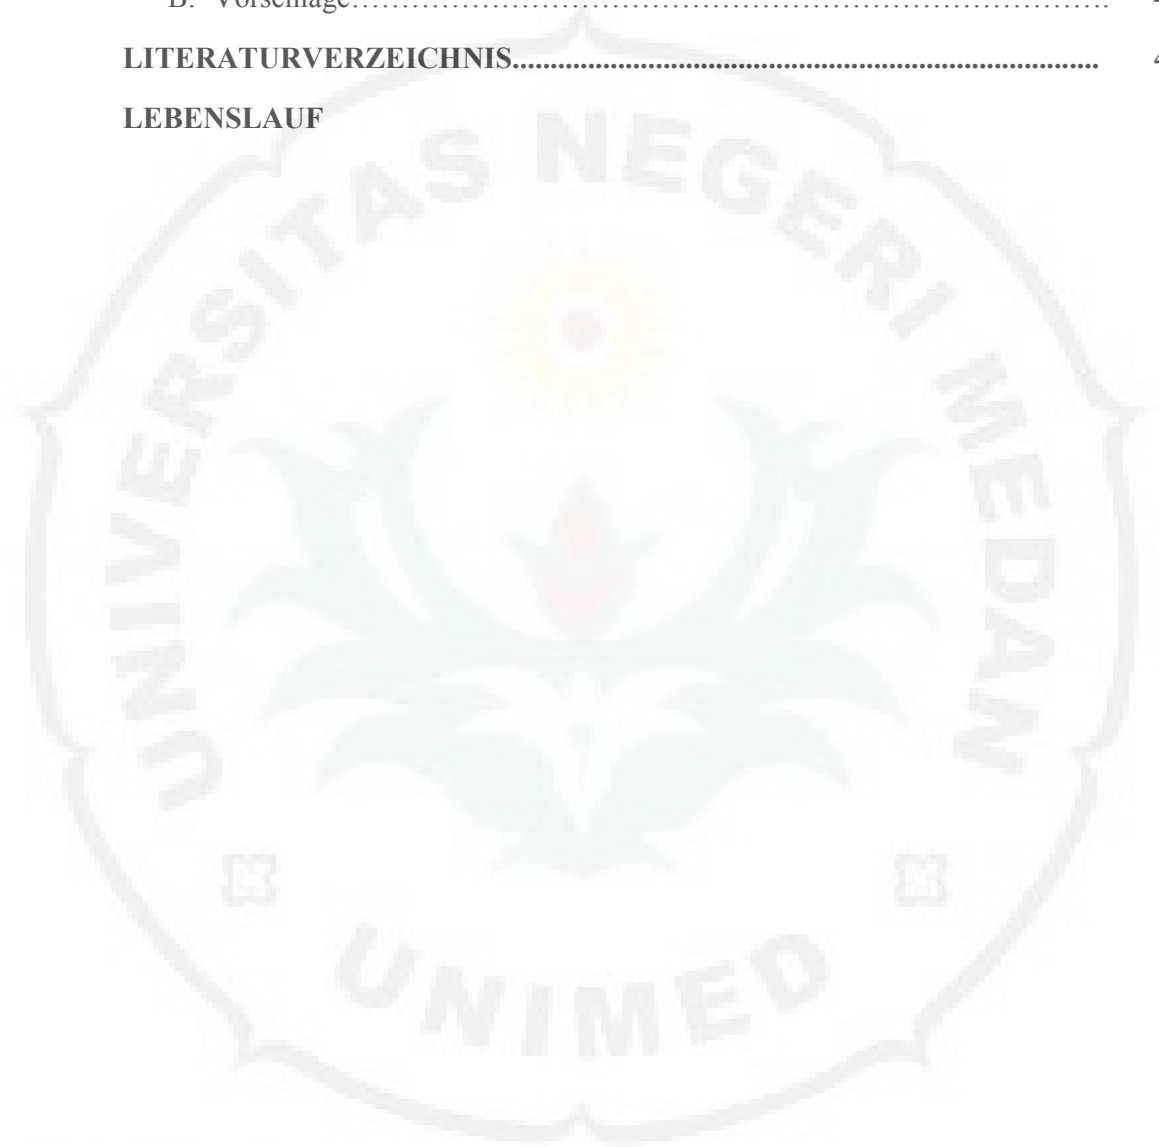 B. Vorschläge……………………………………………………………………………
LITERATURVERZEICHNIS..............................................................................
LEBENSLAUF
UNIVERSITAS NEGERI MEDAN
UNIMED